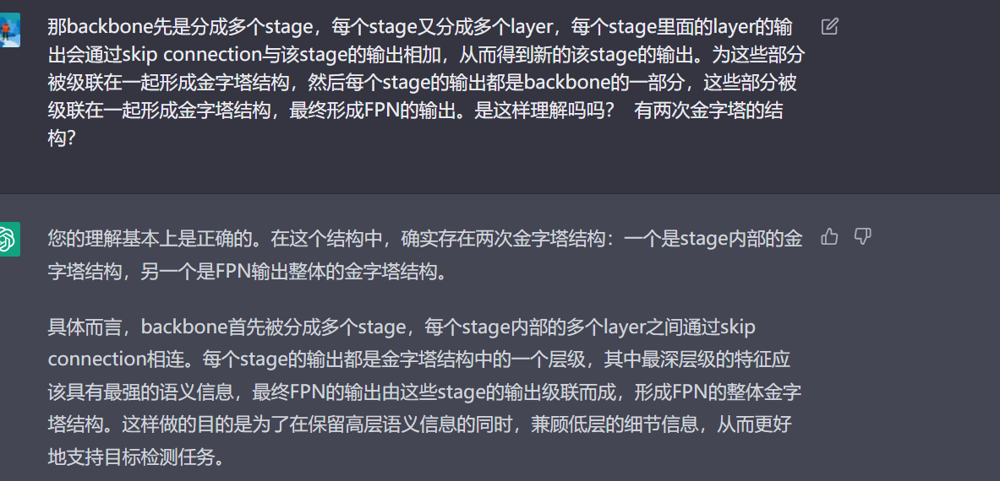 那backbone先是分成多个stage，每个stage又分成多个layer，每个stage里面的layer的输
出会通过skip connection与该stage的输出相加，从而得到新的该stage的输出。为这些部分
被级联在一起形成金字塔结构，然后每个stage的输出都是backbone的一部分，这些部分被
级联在一起形成金字塔结构，最终形成FPN的输出。是这样理解吗吗？ 有两次金字塔的结
构？
您的理解基本上是正确的。在这个结构中，确实存在两次金字塔结构：一个是stage内部的金
字塔结构，另一个是FPN输出整体的金字塔结构。
具体而言，backbone首先被分成多个stage，每个stage内部的多个layer之间通过skip
connection相连。每个stage的输出都是金字塔结构中的一个层级，其中最深层级的特征应
该具有最强的语义信息，最终FPN的输出由这些stage的输出级联而成，形成FPN的整体金字
塔结构。这样做的目的是为了在保留高层语义信息的同时，兼顾低层的细节信息，从而更好
地支持目标检测任务。